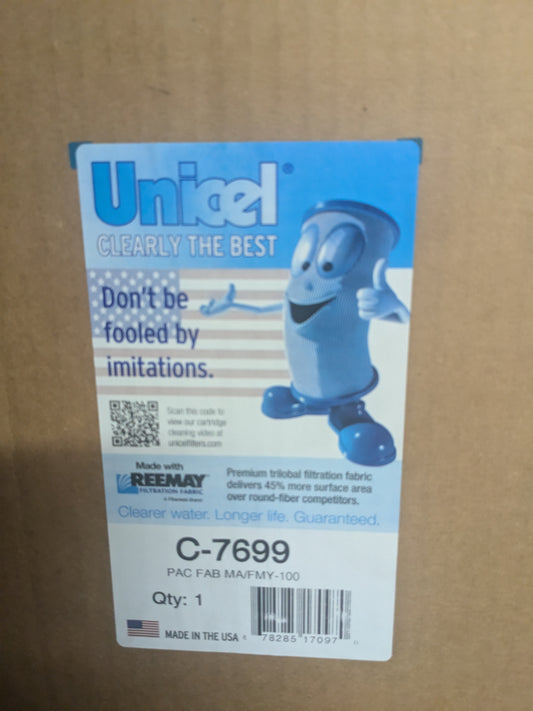 Unicel®
CLEARLY THE BEST
Don't be
fooled by
imitations.
Scan this code to
view our cartridge
cleaning video at
unicelfilters.com
Made with
REEMAY
FILTRATION FABRIC
Premium trilobal filtration fabric
delivers 45% more surface area
over round-fiber competitors.
Clearer water. Longer life. Guaranteed.
C-7699
PAC FAB MA/FMY-100
Qty: 1
MADE IN THE USA
78285 17097